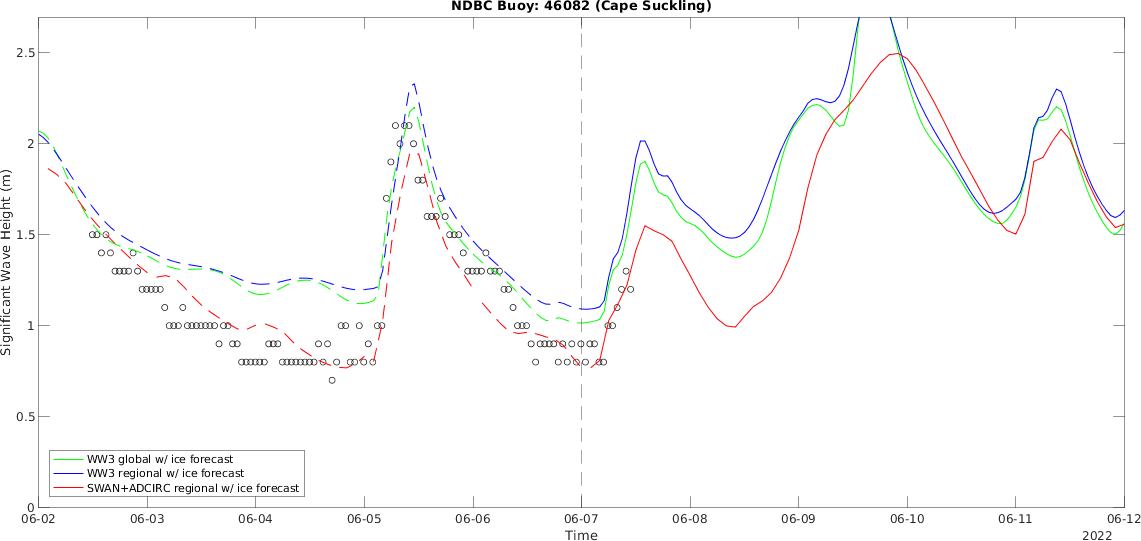 NDBC Buoy: 46082 (Cape Suckling)
Significant Wave Height (m)
2.5
2
1.5
1
0.5
0
WW3 global w/ ice forecast
WW3 regional w/ ice forecast
SWAN+ADCIRC regional w/ ice forecast
06-02 06-03 06-04 06-05 06-06 06-07 06-08 06-09 06-10 06-11 06-12
Time
2022